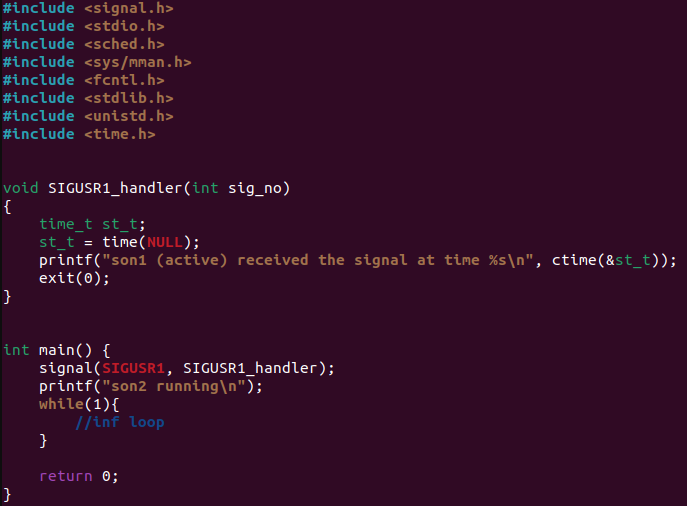 #include <signal.h>
#include <stdio.h>
#include <sched.h>
#include <sys/mman.h>
#include <fcntl.h>
#include <stdlib.h>
#include <unistd.h>
#include <time.h>
void SIGUSR1_handler(int sig_no)
{
    time_t st_t;
    st_t = time(NULL);
    printf("son1 (active) received the signal at time %s\n", ctime(&st_t));
    exit(0);
}
int main() {
    signal(SIGUSR1, SIGUSR1_handler);
    printf("son2 running\n");
    while(1){
        //inf loop
    }
    return 0;
}